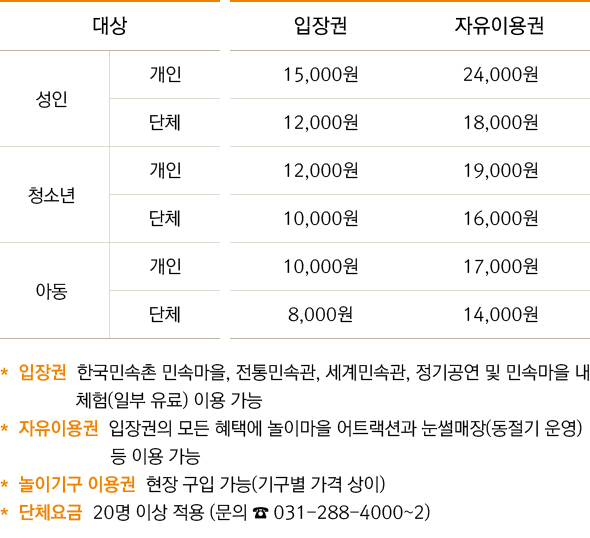 대상 입장권 자유이용권
성인 개인 15,000원 24,000원
단체 12,000원 18,000원
청소년 개인 12,000원 19,000원
단체 10,000원 16,000원
아동 개인 10,000원 17,000원
단체 8,000원 14,000원
* 입장권 한국민속촌 민속마을, 전통민속관, 세계민속관, 정기공연 및 민속마을 내
체험(일부 유료) 이용 가능
* 자유이용권 입장권의 모든 혜택에 놀이마을 어트랙션과 눈썰매장(동절기 운영)
등 이용 가능
* 놀이기구 이용권 현장 구입 가능(기구별 가격 상이)
* 단체요금 20명 이상 적용 (문의 ☎ 031-288-4000~2)